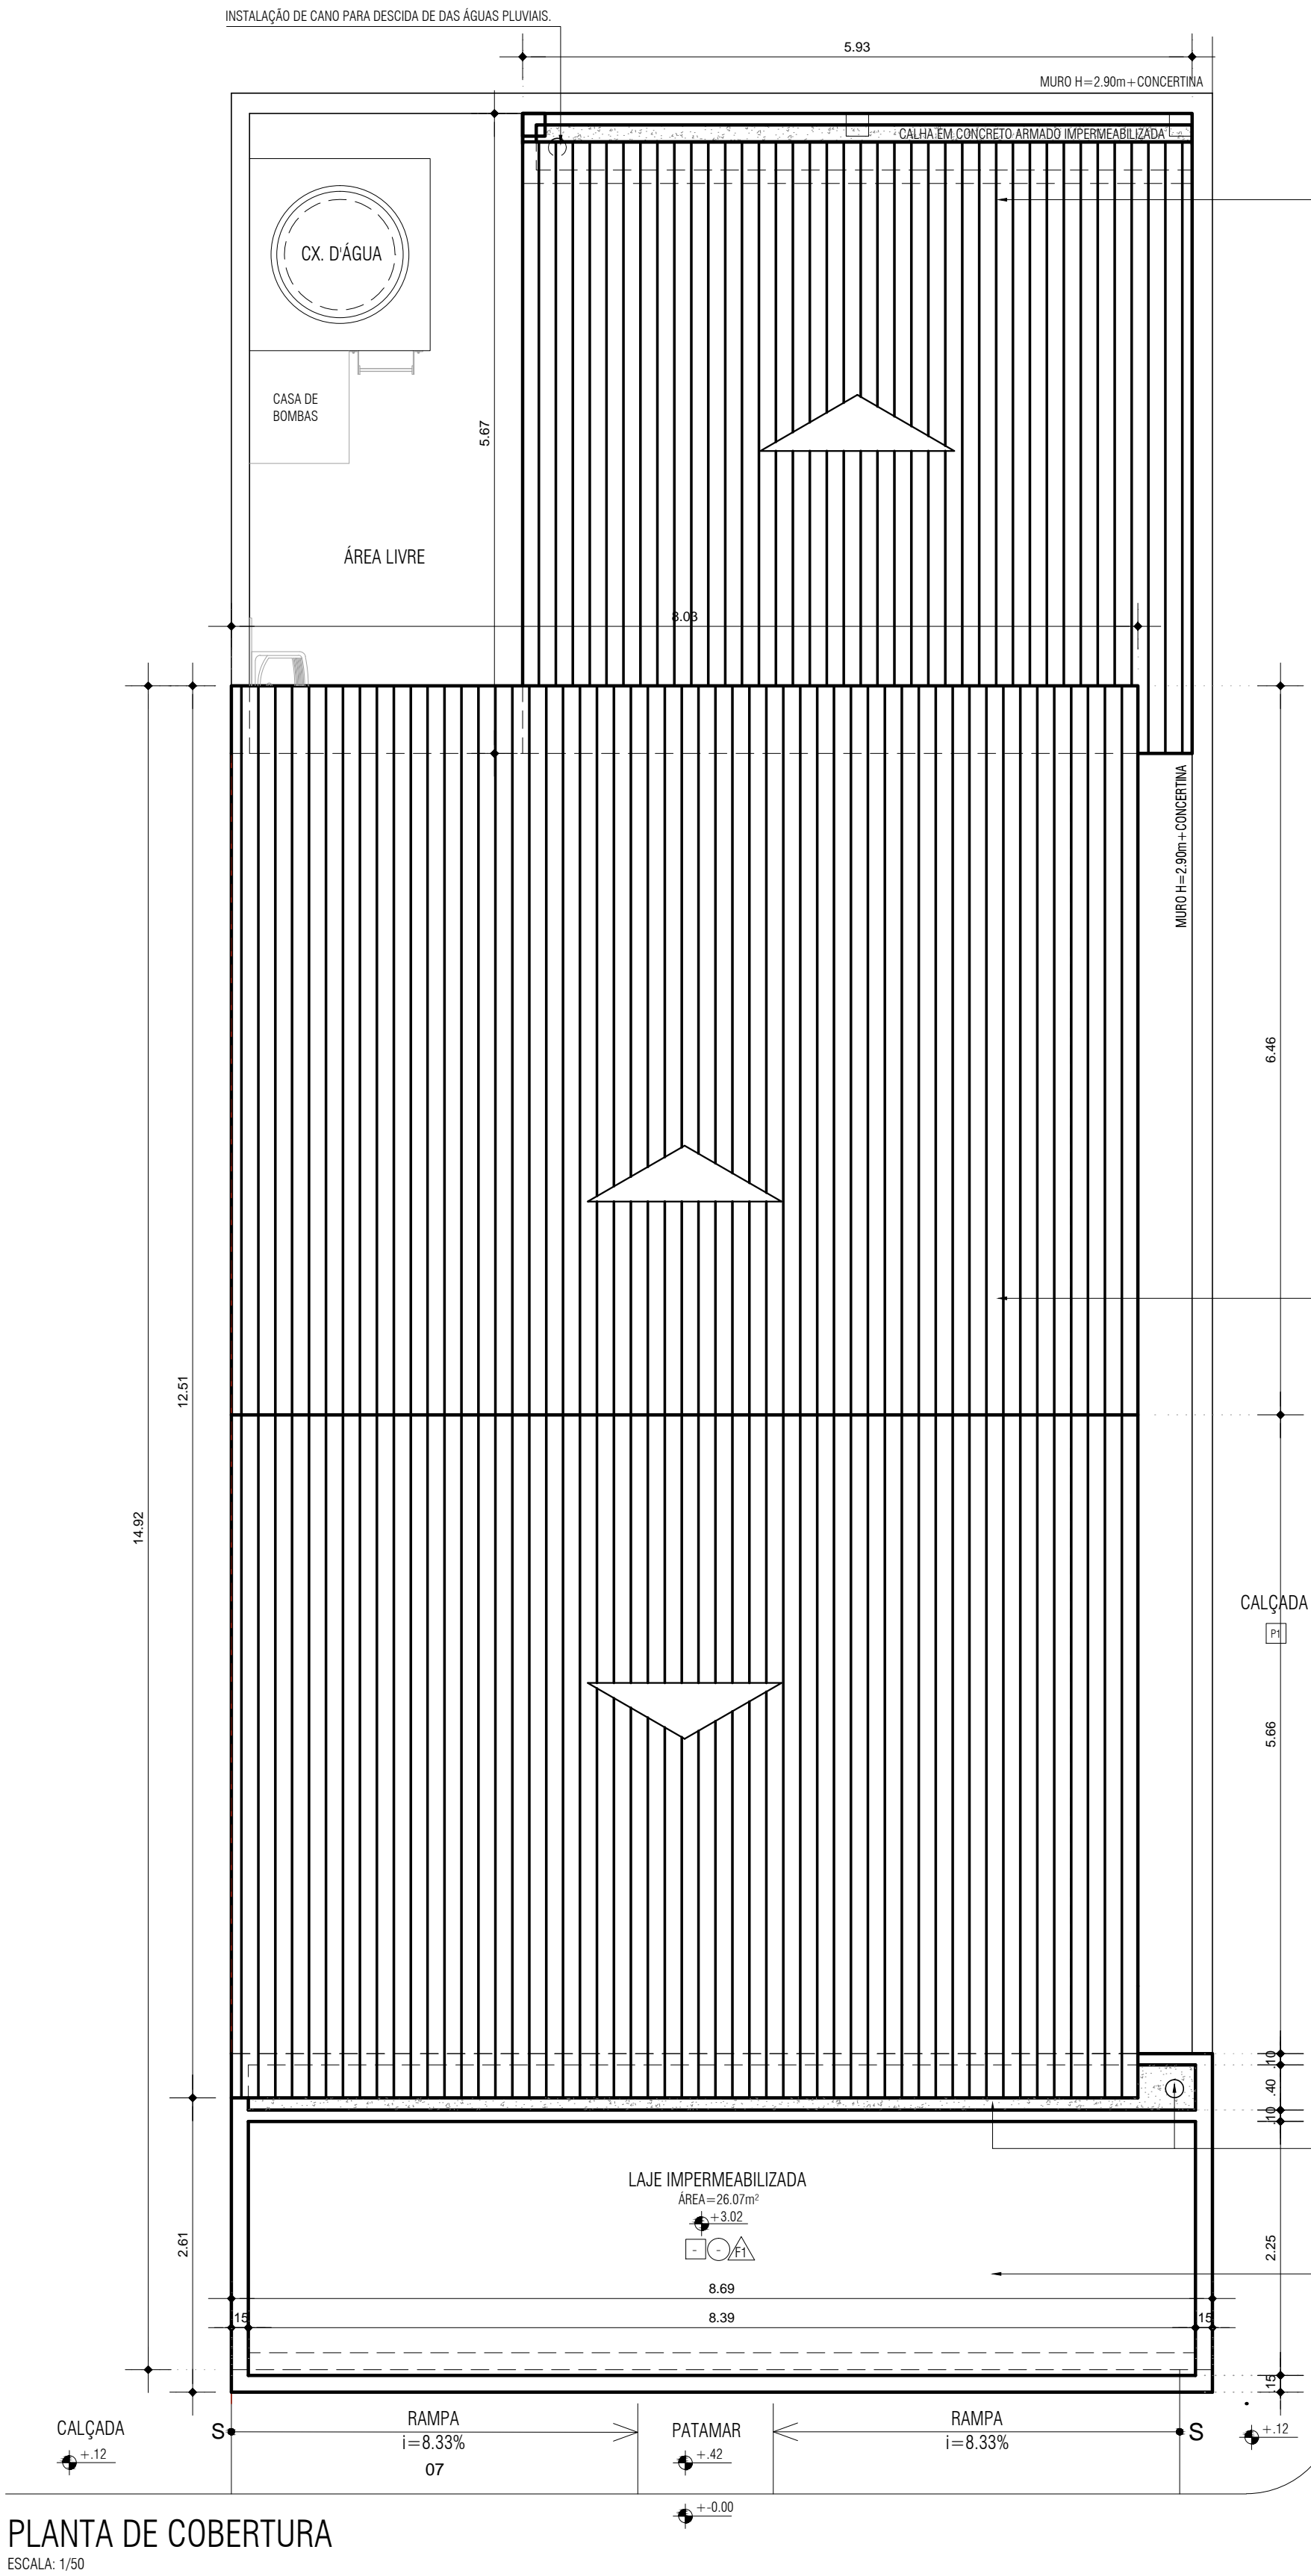 INSTALAÇÃO DE CANO PARA DESCIDA DE DAS ÁGUAS PLUVIAIS.
5.93
MURO H=2.90m+CONCERTINA
CALHA EM CONCRETO ARMADO IMPERMEABILIZADA
CX. D'ÁGUA
CASA DE
BOMBAS
5.67
ÁREA LIVRE
8.03
MURO H=2.90m+CONCERTINA
6.46
12.51
14.92
CALÇADA
P1
5.66
.10
.40
.10
LAJE IMPERMEABILIZADA
ÁREA=26.07m²
+3.02
- - F1
2.61
2.25
8.69
15 8.39 15
.15
CALÇADA
+.12
S
RAMPA
i=8.33%
07
PATAMAR
+.42
RAMPA
i=8.33%
S
+.12
+-0.00
PLANTA DE COBERTURA
ESCALA: 1/50